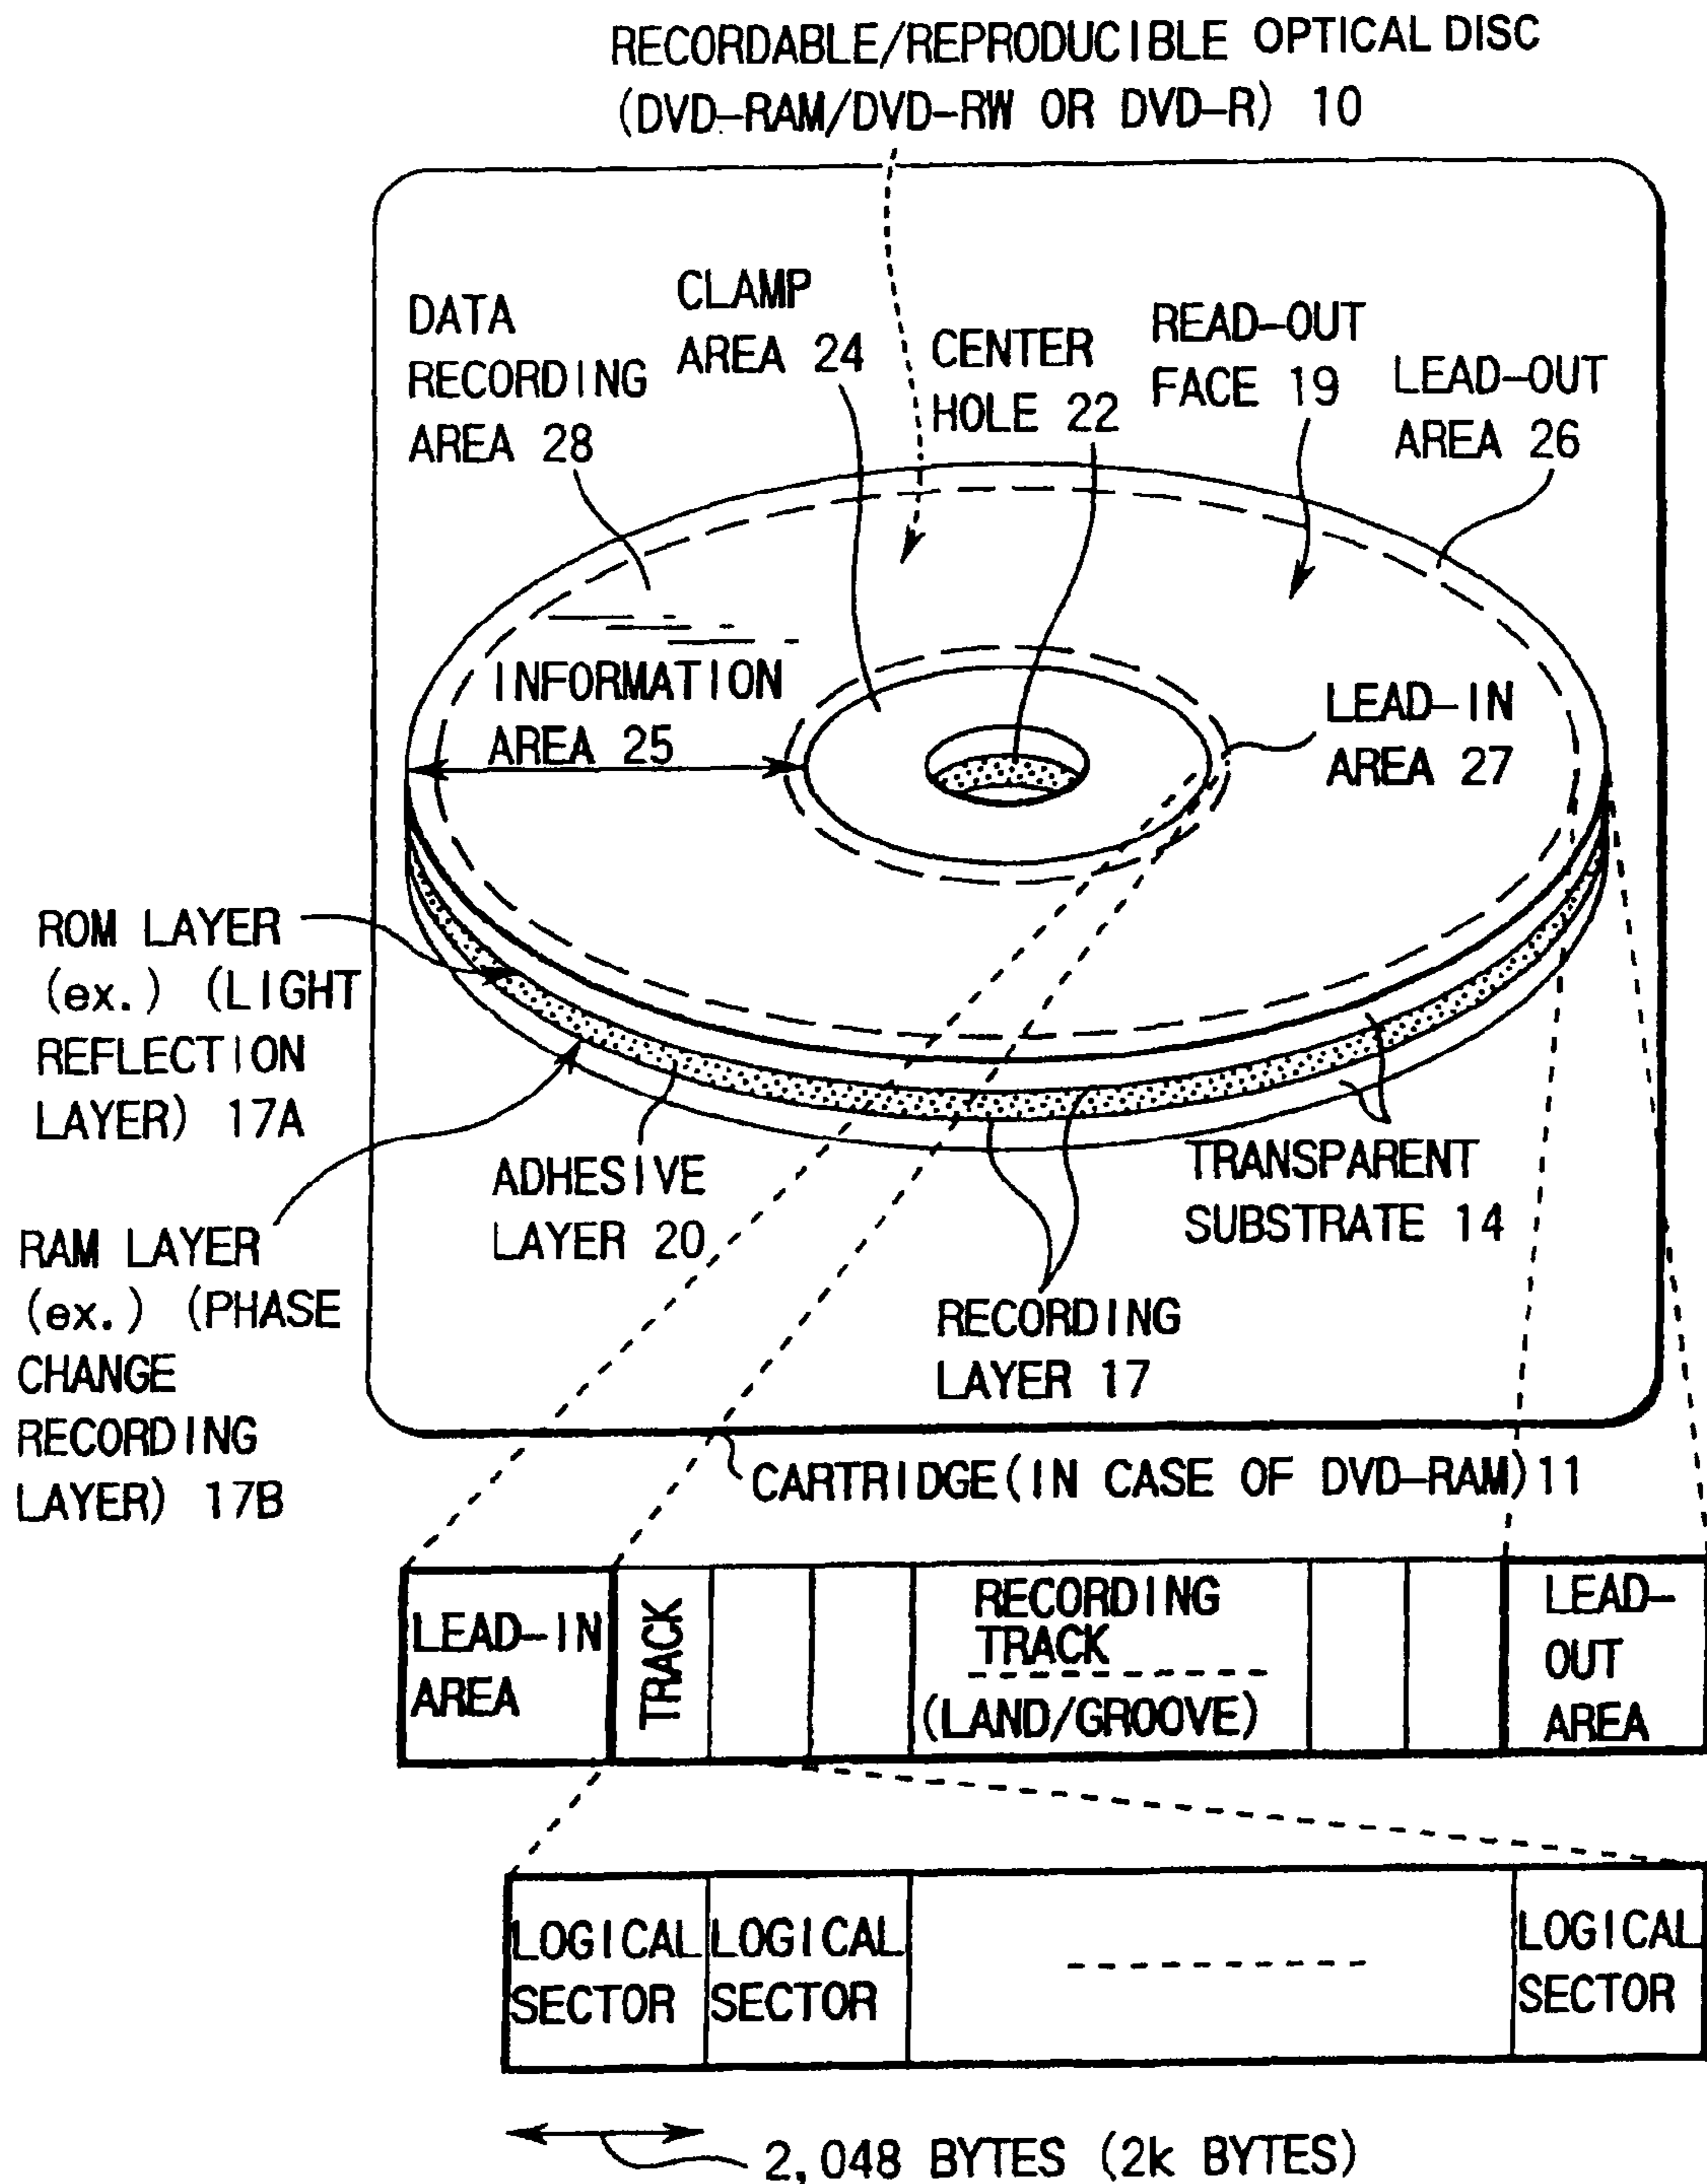 RECORDABLE/REPRODUCIBLE OPTICAL DISC
(DVD-RAM/DVD-RW OR DVD-R) 10
DATA
RECORDING
AREA 28
CLAMP
AREA 24
CENTER
HOLE 22
READ-OUT
FACE 19
LEAD-OUT
AREA 26
INFORMATION
AREA 25
LEAD-IN
AREA 27
ROM LAYER
(ex.) (LIGHT
REFLECTION
LAYER) 17A
RAM LAYER
(ex.) (PHASE
CHANGE
RECORDING
LAYER) 17B
ADHESIVE
LAYER 20
TRANSPARENT
SUBSTRATE 14
RECORDING
LAYER 17
CARTRIDGE(IN CASE OF DVD-RAM)11
LEAD-IN
AREA
TRACK
RECORDING
TRACK
(LAND/GROOVE)
LEAD-
OUT
AREA
LOGICAL
SECTOR
LOGICAL
SECTOR
LOGICAL
SECTOR
2,048 BYTES (2k BYTES)